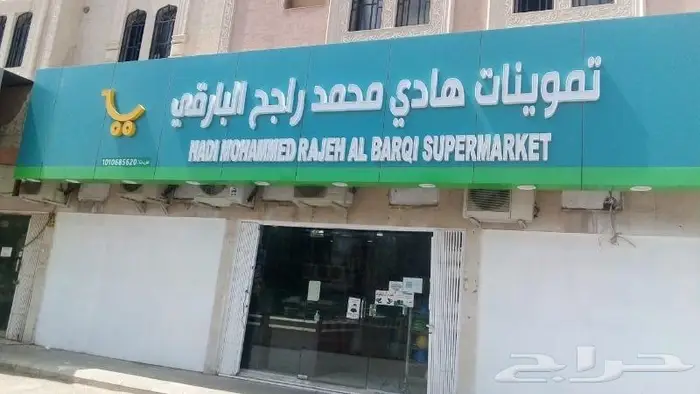 تموينات هادي محمد راجح البارقي
HADI MOHAMMED RAJEH AL BARQI SUPERMARKET
1010685620
حراج